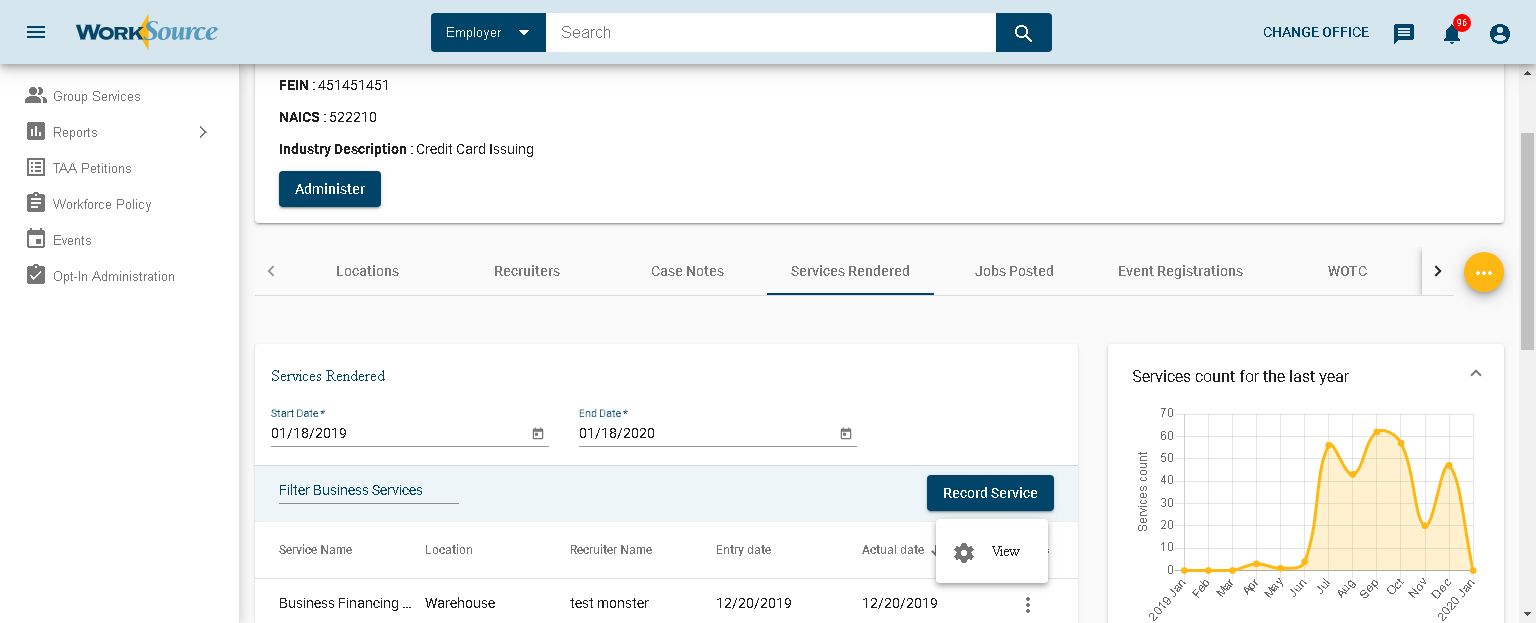 WORKSource
Employer
Search
CHANGE OFFICE
96
Group Services
Reports
TAA Petitions
Workforce Policy
Events
Opt-In Administration
FEIN : 451451451
NAICS : 522210
Industry Description : Credit Card Issuing
Administer
Locations
Recruiters
Case Notes
Services Rendered
Jobs Posted
Event Registrations
WOTC
Services Rendered
Start Date*
01/18/2019
End Date*
01/18/2020
Filter Business Services
Record Service
View
Service Name
Location
Recruiter Name
Entry date
Actual date
Business Financing ...
Warehouse
test monster
12/20/2019
12/20/2019
Services count for the last year
Services count
70
60
50
40
30
20
10
0
2019 Jan
Feb
Mar
Apr
May
Jun
Jul
Aug
Sep
Oct
Nov
Dec
2020 Jan